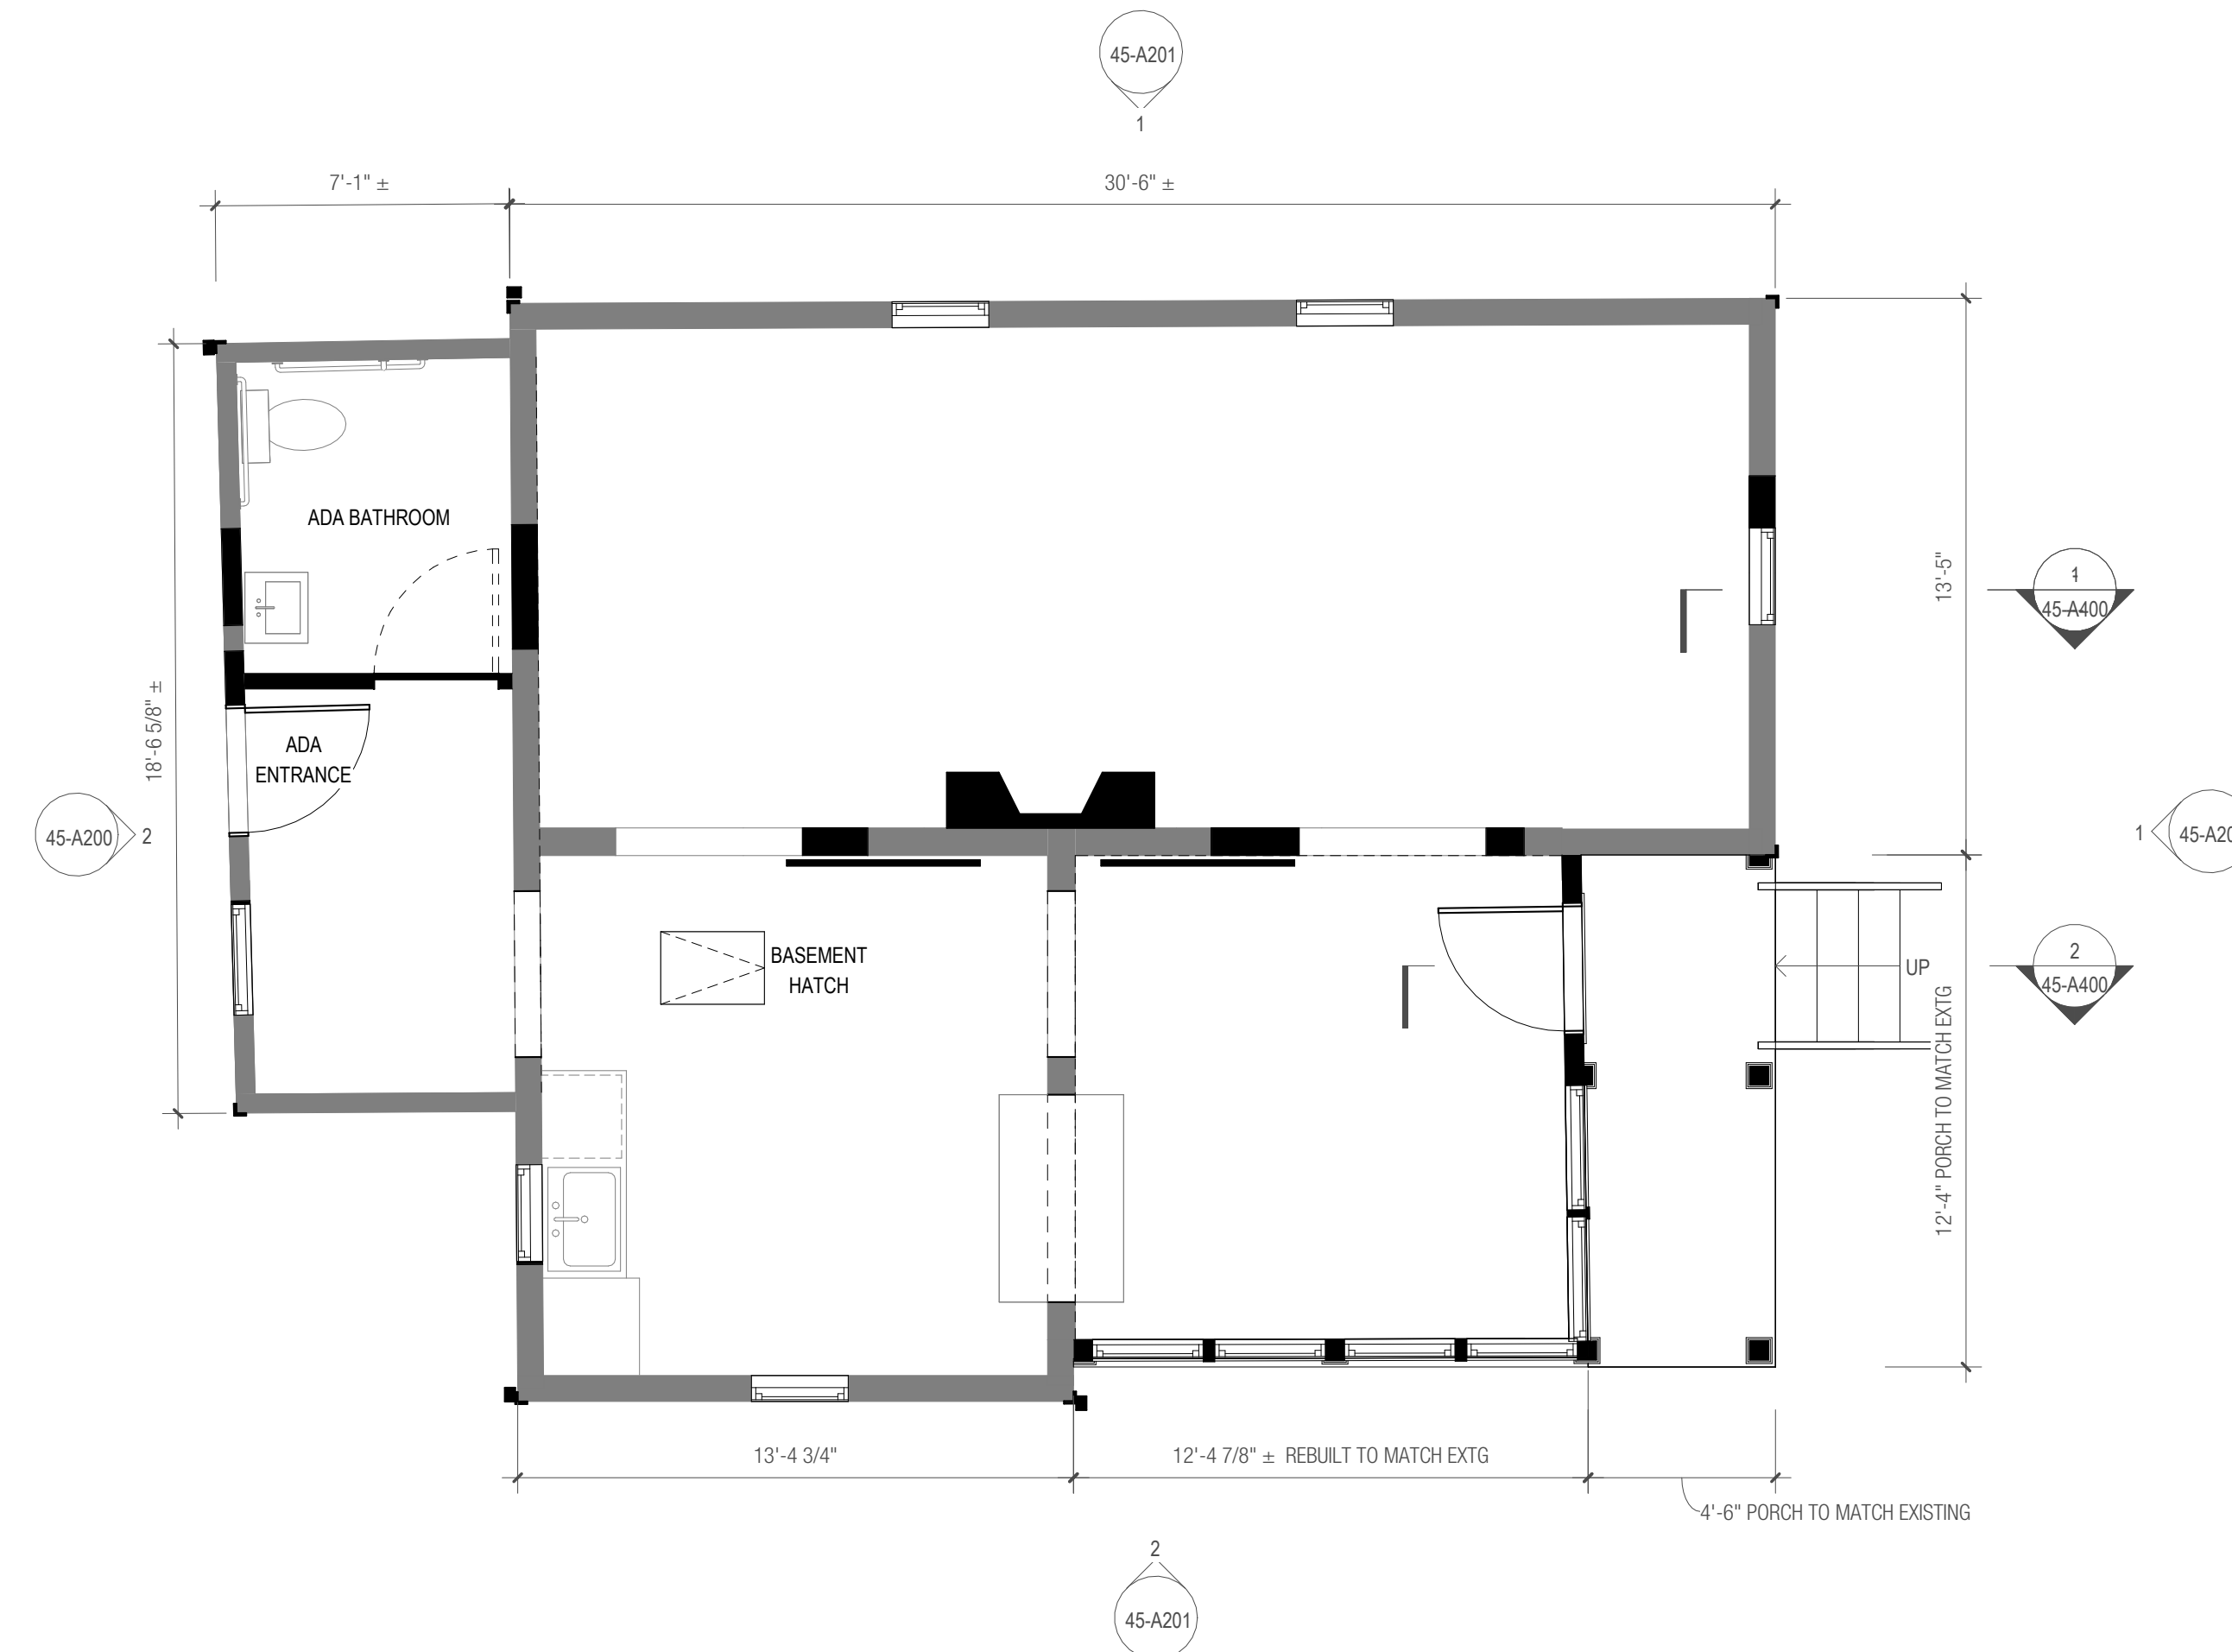 45-A201
1
7'-1" ±
30'-6" ±
13'-5"
1
45-A400
ADA BATHROOM
18'-6 5/8" ±
ADA
ENTRANCE
45-A200
2
1
BASEMENT
HATCH
UP
2
45-A400
12'-4" PORCH TO MATCH EXTG
13'-4 3/4"
12'-4 7/8" ± REBUILT TO MATCH EXTG
4'-6" PORCH TO MATCH EXISTING
2
45-A201